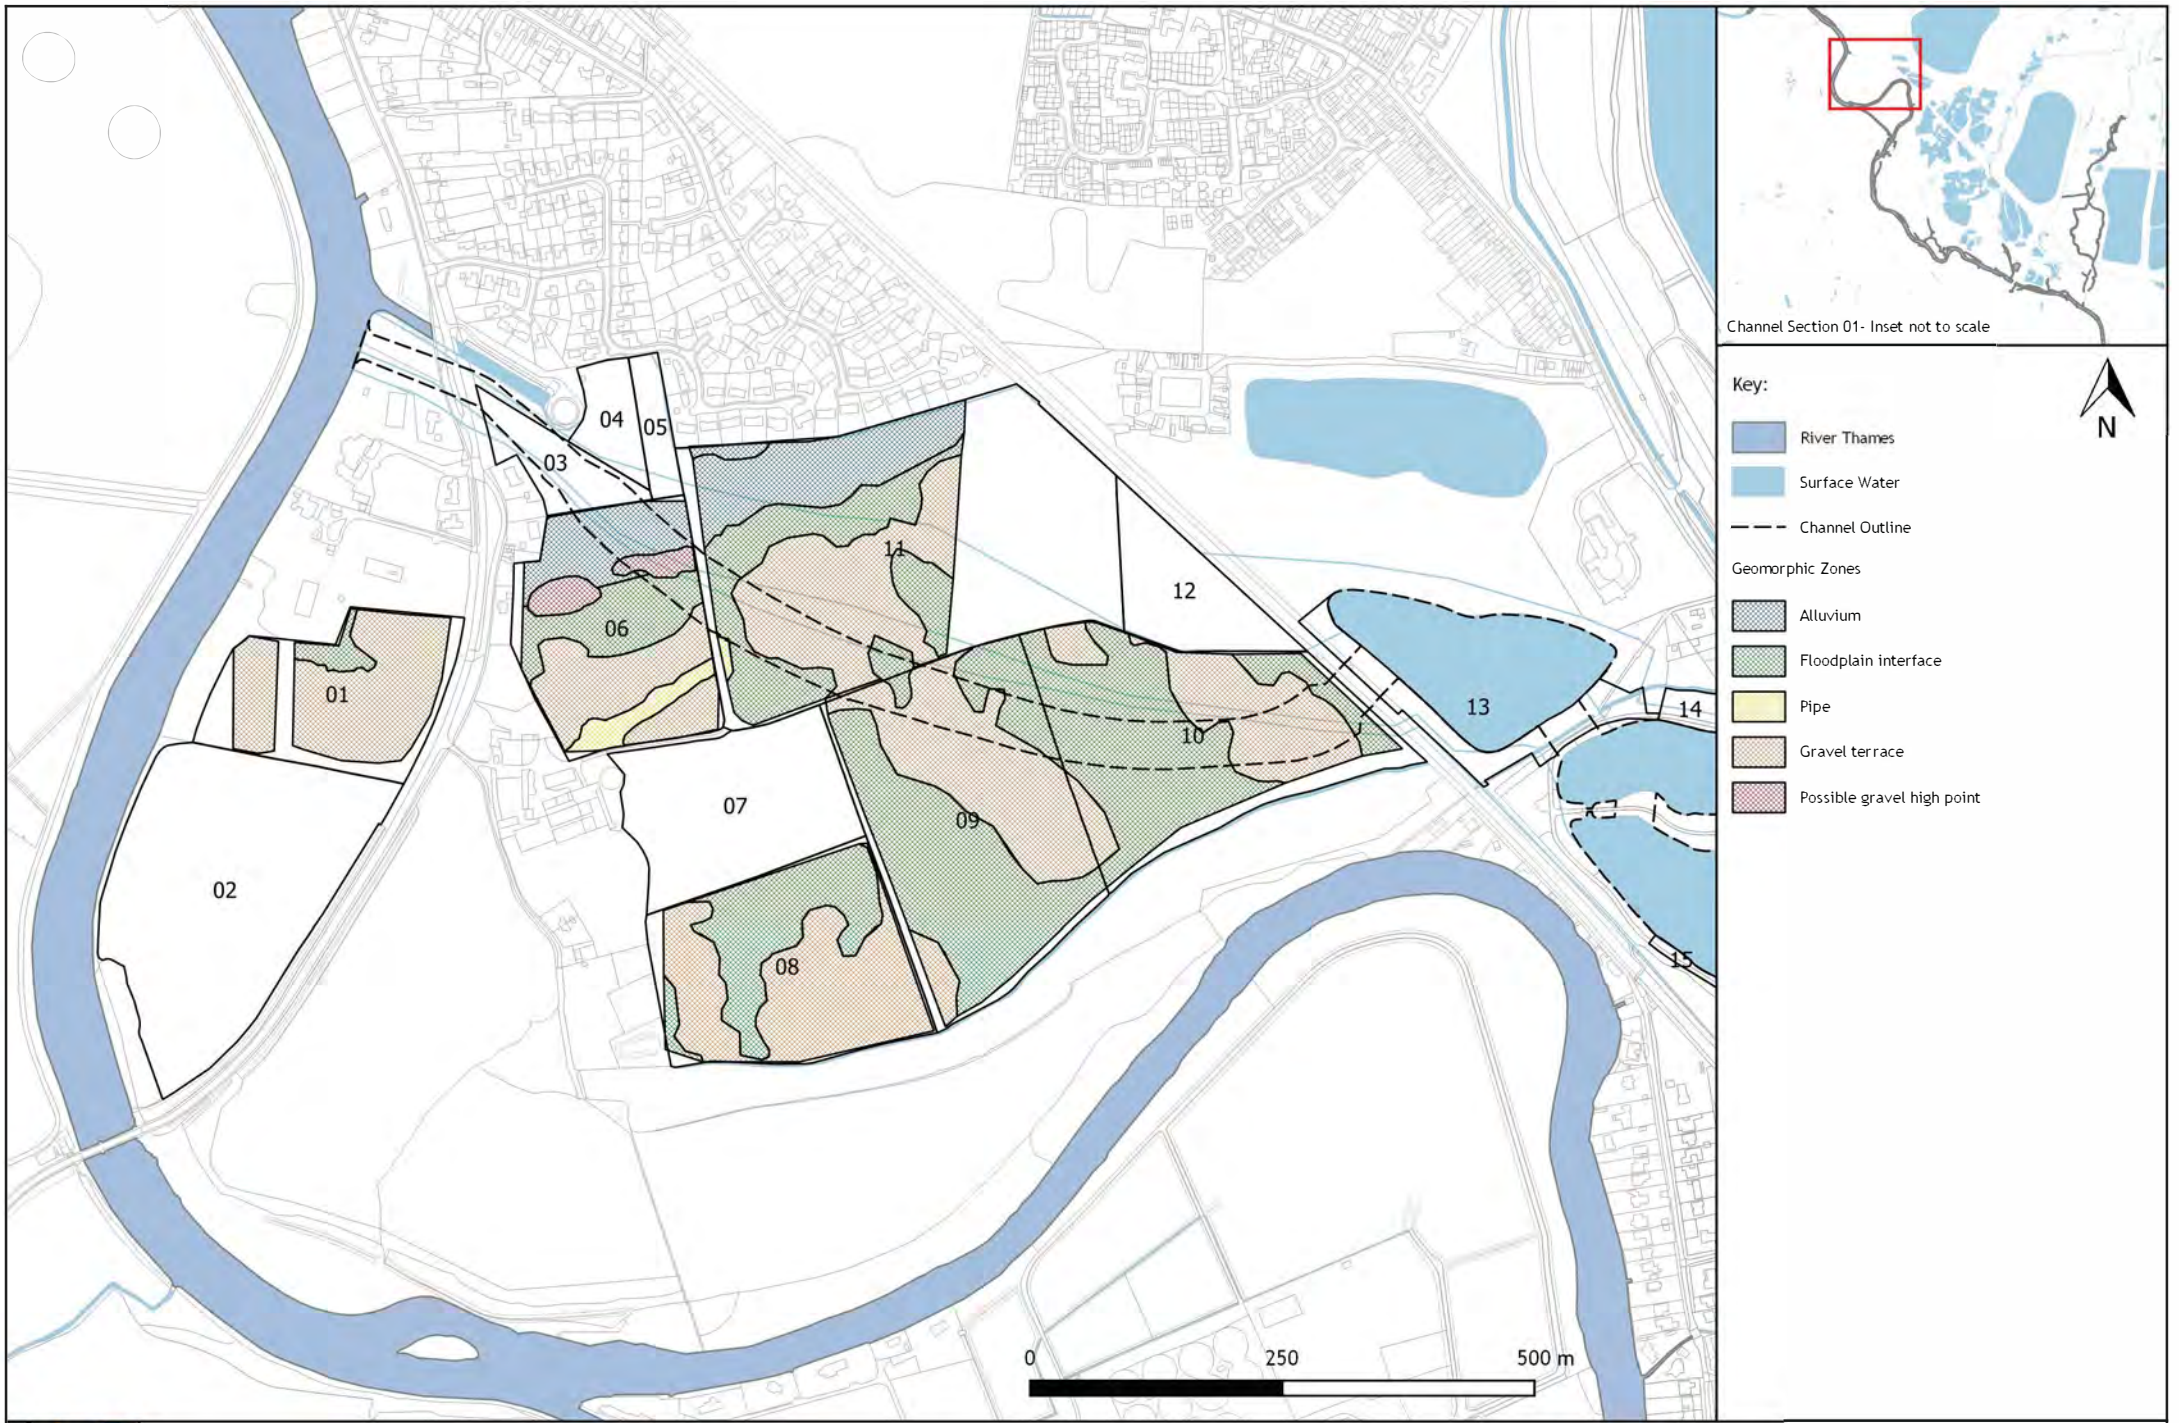 Channel Section 01- Inset not to scale
Key:
N
River Thames
Surface Water
Channel Outline
Geomorphic Zones
Alluvium
Floodplain interface
Pipe
Gravel terrace
Possible gravel high point
04
05
03
11
12
06
01
13
14
10
07
09
02
08
15
0 250 500 m